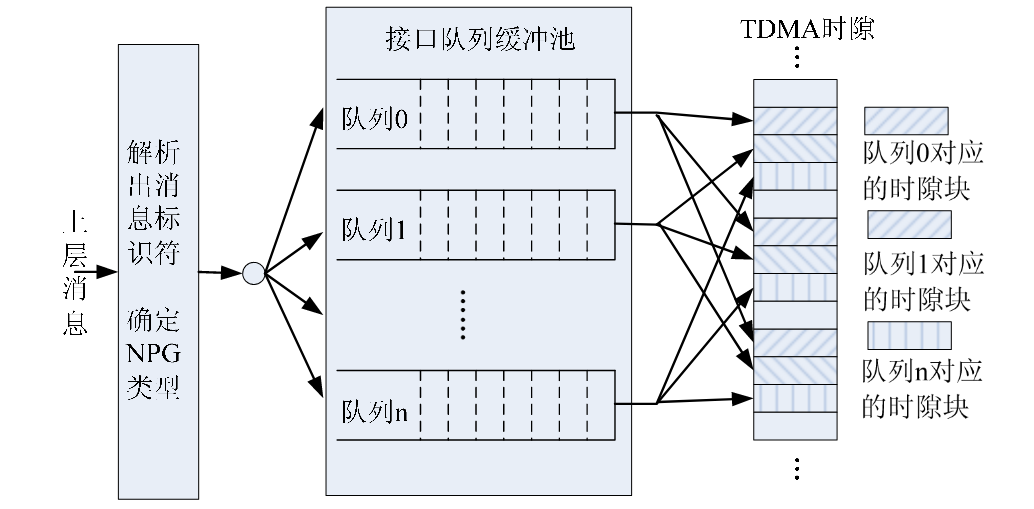 上
层
消
息
解析
出消
息标
识符
确定
NPG
类型
接口队列缓冲池
队列0
队列1
队列n
TDMA时隙
队列0对应
的时隙块
队列1对应
的时隙块
队列n对应
的时隙块